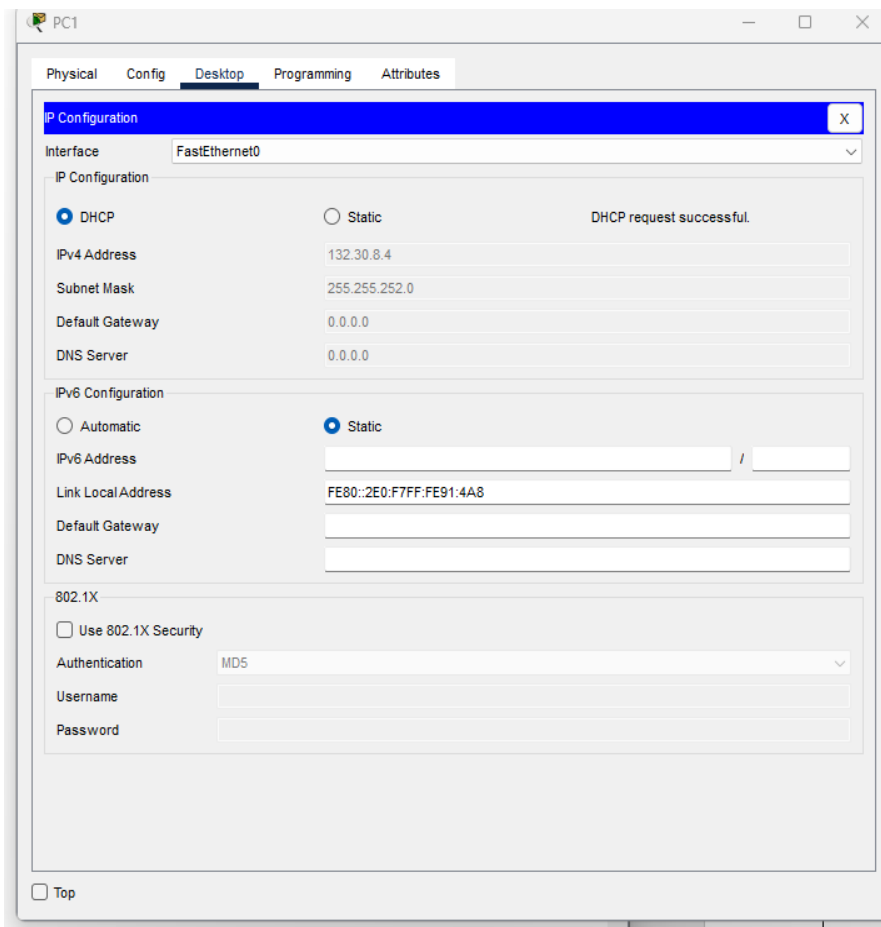 PC1
Physical Config Desktop Programming Attributes
IP Configuration X
Interface FastEthernet0
IP Configuration
DHCP Static DHCP request successful.
IPv4 Address 132.30.8.4
Subnet Mask 255.255.252.0
Default Gateway 0.0.0.0
DNS Server 0.0.0.0
IPv6 Configuration
Automatic Static
IPv6 Address /
Link Local Address FE80::2E0:F7FF:FE91:4A8
Default Gateway
DNS Server
802.1X
Use 802.1X Security
Authentication MD5
Username
Password
Top